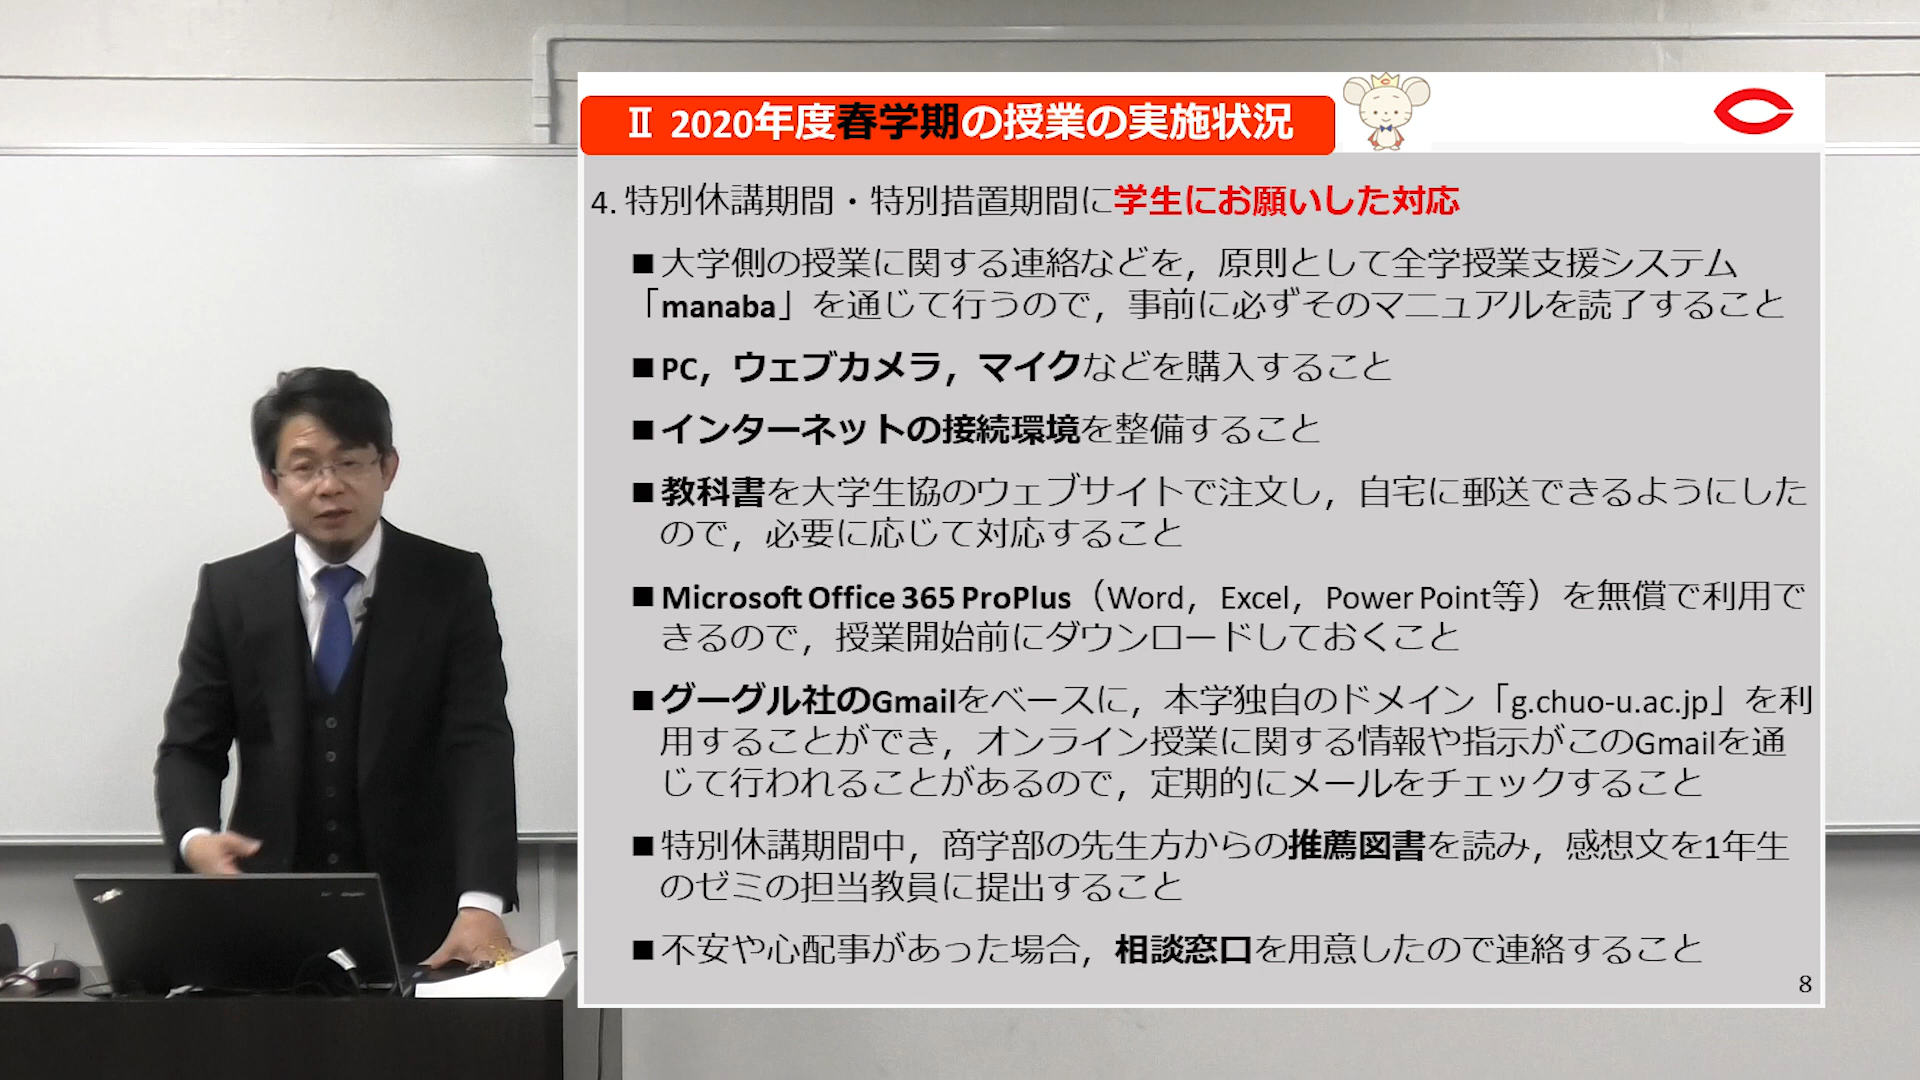 Ⅱ 2020年度春学期の授業の実施状況
4. 特別休講期間・特別措置期間に学生にお願いした対応
■大学側の授業に関する連絡などを，原則として全学授業支援システム
「manaba」を通じて行うので，事前に必ずそのマニュアルを読了すること
■PC，ウェブカメラ，マイクなどを購入すること
■インターネットの接続環境を整備すること
■教科書を大学生協のウェブサイトで注文し，自宅に郵送できるようにした
ので，必要に応じて対応すること
■Microsoft Office 365 ProPlus（Word，Excel，Power Point等）を無償で利用で
きるので，授業開始前にダウンロードしておくこと
■グーグル社のGmailをベースに，本学独自のドメイン「g.chuo-u.ac.jp」を利
用することができ，オンライン授業に関する情報や指示がこのGmailを通
じて行われることがあるので，定期的にメールをチェックすること
■特別休講期間中，商学部の先生方からの推薦図書を読み，感想文を1年生
のゼミの担当教員に提出すること
■不安や心配事があった場合，相談窓口を用意したので連絡すること
8